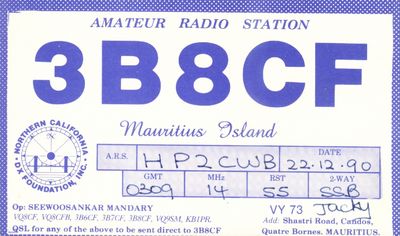 AMATEUR RADIO STATION
3B8CF
Mauritius Island
NORTHERN CALIFORNIA
DX FOUNDATION, INC.
A.R.S. HP2CWB DATE 22.12.90
GMT MHz RST 2-WAY
0309 14 55 SSB
Op: SEEWOOSANKAR MANDARY VY 73 Jacky
VQ8CF, VQ8CFB, 3B6CF, 3B7CF, 3B8CF, VQ9SM, KB1PR. Add: Shastri Road, Candos,
QSL for any of the above to be sent direct to 3B8CF Quatre Bornes. MAURITIUS.